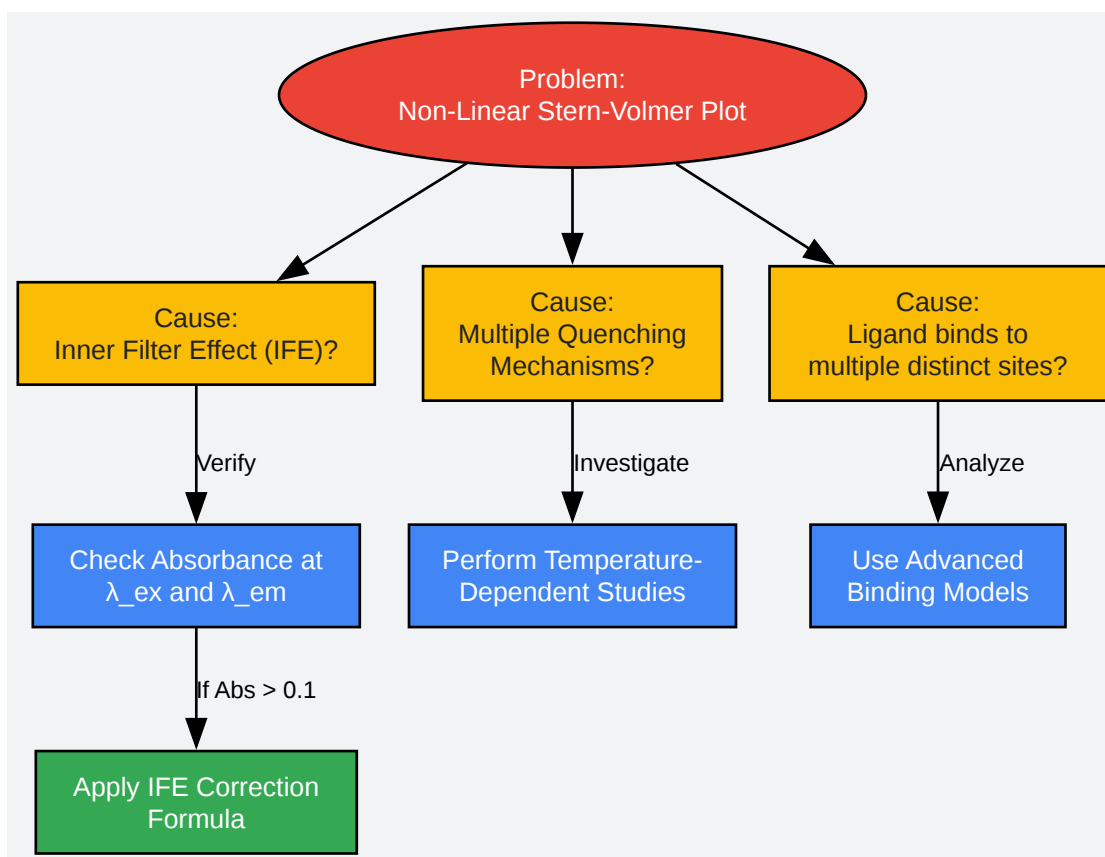 Problem:
Non-Linear Stern-Volmer Plot
Cause:
Inner Filter Effect (IFE)?
Cause:
Multiple Quenching
Mechanisms?
Cause:
Ligand binds to
multiple distinct sites?
Verify
Investigate
Analyze
Check Absorbance at
λ_ex and λ_em
Perform Temperature-
Dependent Studies
Use Advanced
Binding Models
If Abs > 0.1
Apply IFE Correction
Formula